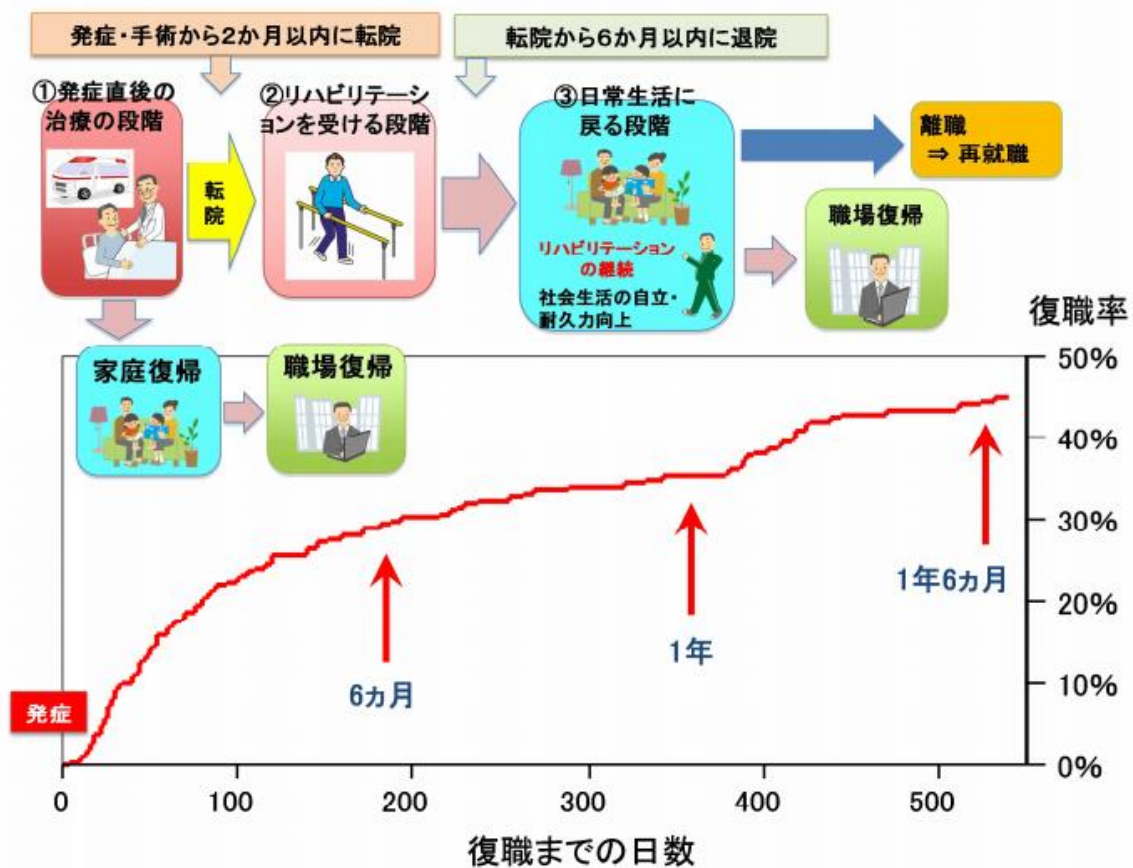 発症・手術から2か月以内に転院
転院から6か月以内に退院
①発症直後の
治療の段階
転
院
②リハビリテーシ
ョンを受ける段階
③日常生活に
戻る段階
リハビリテーション
の継続
社会生活の自立・
耐久力向上
離職
⇒ 再就職
職場復帰
家庭復帰
職場復帰
復職率
50%
40%
30%
20%
10%
0%
発症
6ヵ月
1年
1年6ヵ月
0
100
200
300
400
500
復職までの日数